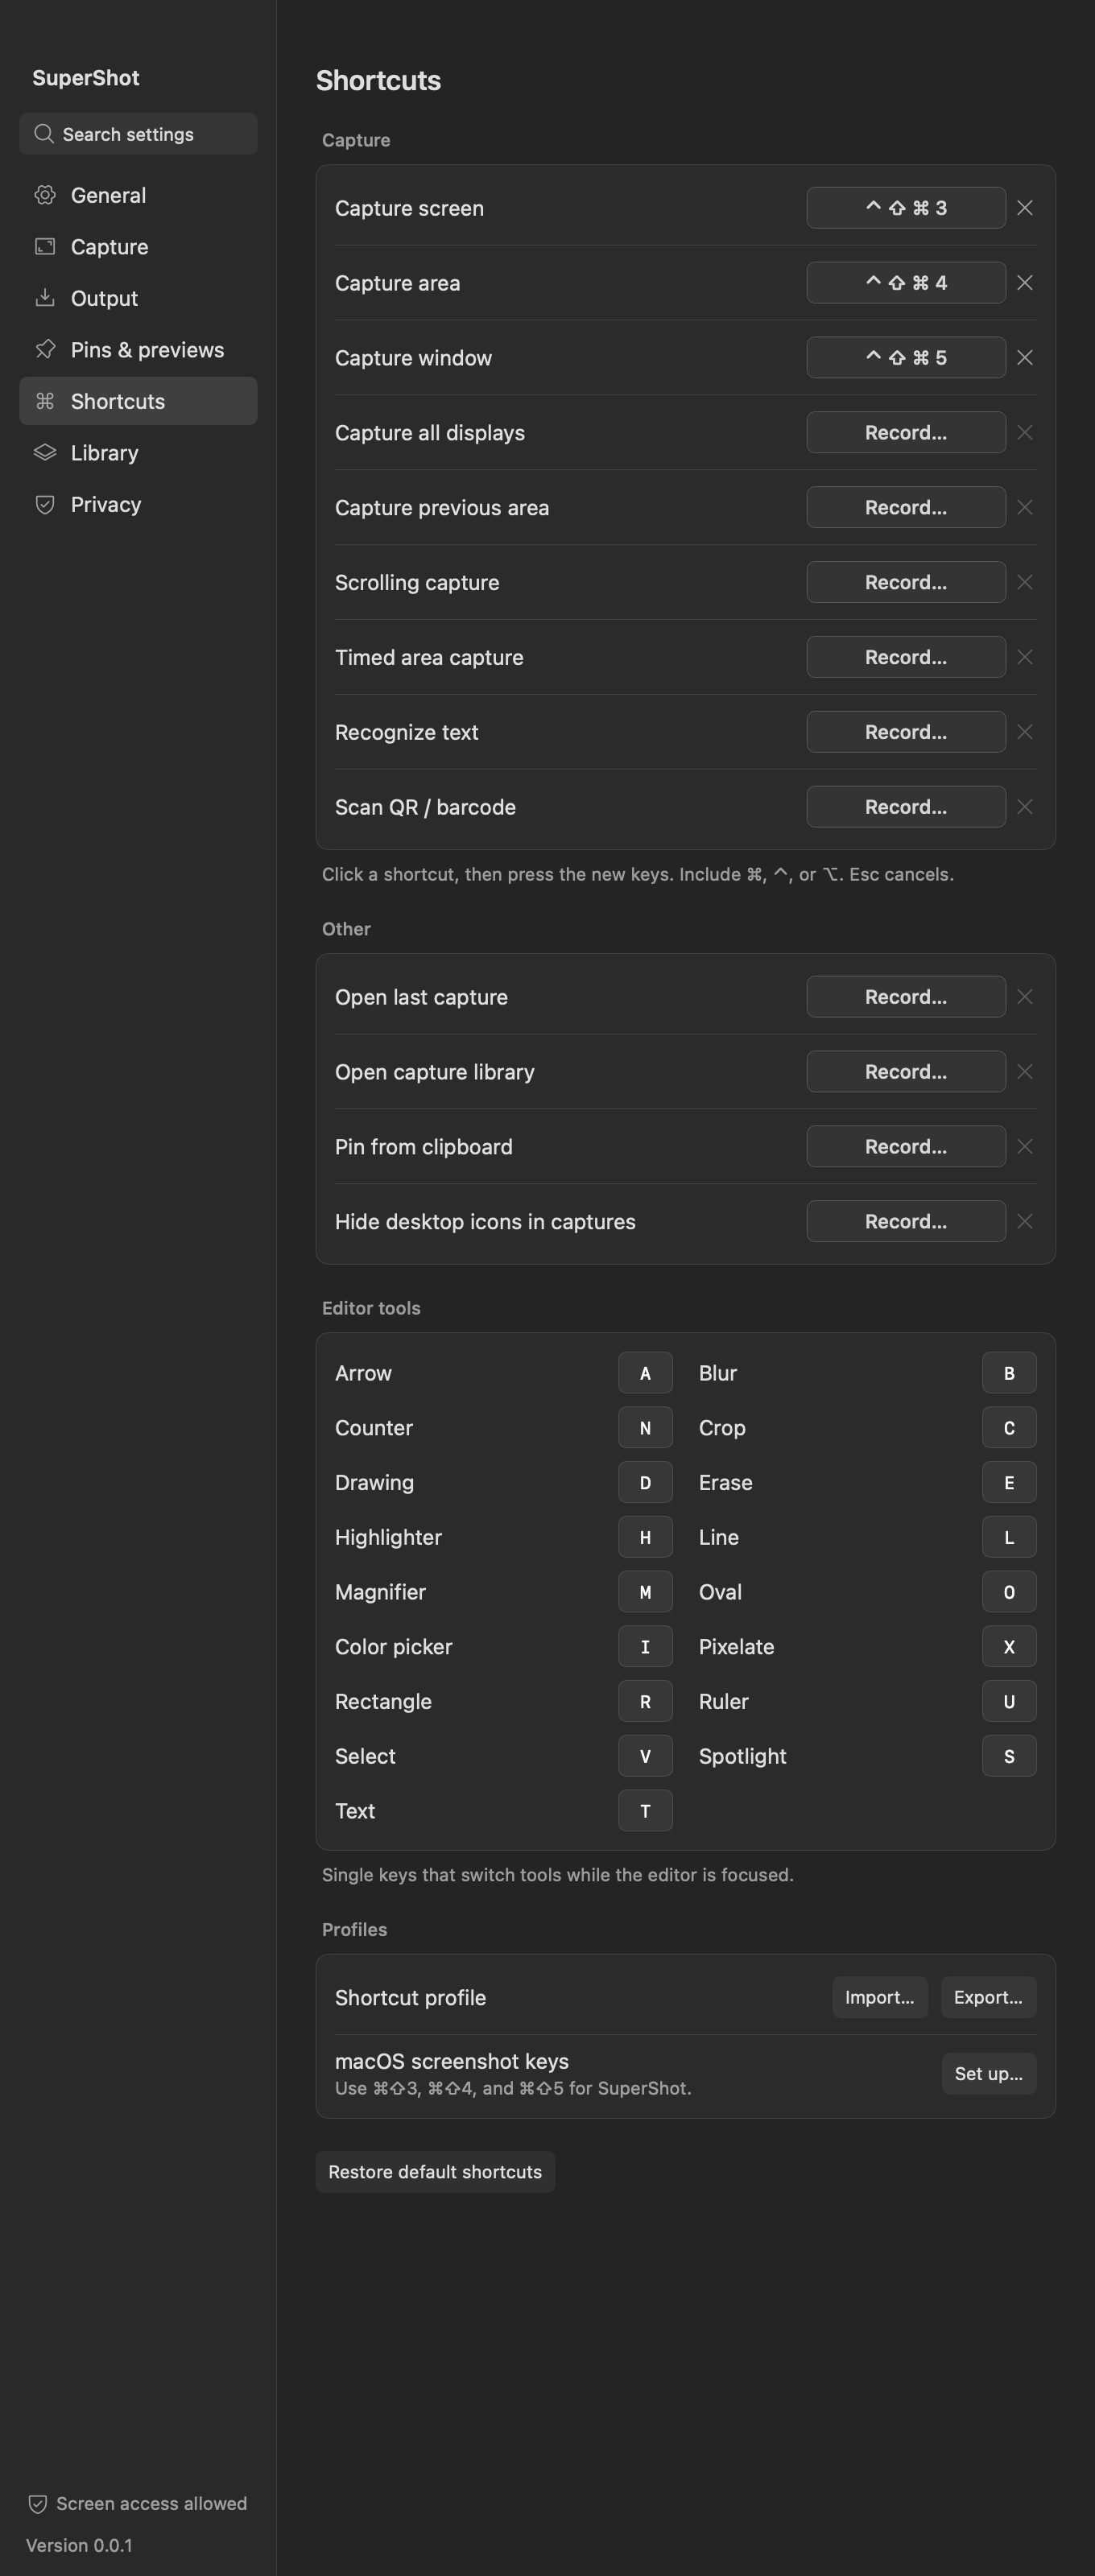 SuperShot
Search settings
General
Capture
Output
Pins & previews
Shortcuts
Library
Privacy
Screen access allowed
Version 0.0.1
Shortcuts
Capture
Capture screen ⌃ ⇧ ⌘ 3
Capture area ⌃ ⇧ ⌘ 4
Capture window ⌃ ⇧ ⌘ 5
Capture all displays Record...
Capture previous area Record...
Scrolling capture Record...
Timed area capture Record...
Recognize text Record...
Scan QR / barcode Record...
Click a shortcut, then press the new keys. Include ⌘, ⌃, or ⌥. Esc cancels.
Other
Open last capture Record...
Open capture library Record...
Pin from clipboard Record...
Hide desktop icons in captures Record...
Editor tools
Arrow A Blur B
Counter N Crop C
Drawing D Erase E
Highlighter H Line L
Magnifier M Oval O
Color picker I Pixelate X
Rectangle R Ruler U
Select V Spotlight S
Text T
Single keys that switch tools while the editor is focused.
Profiles
Shortcut profile Import... Export...
macOS screenshot keys
Use ⌘⇧3, ⌘⇧4, and ⌘⇧5 for SuperShot.
Set up...
Restore default shortcuts